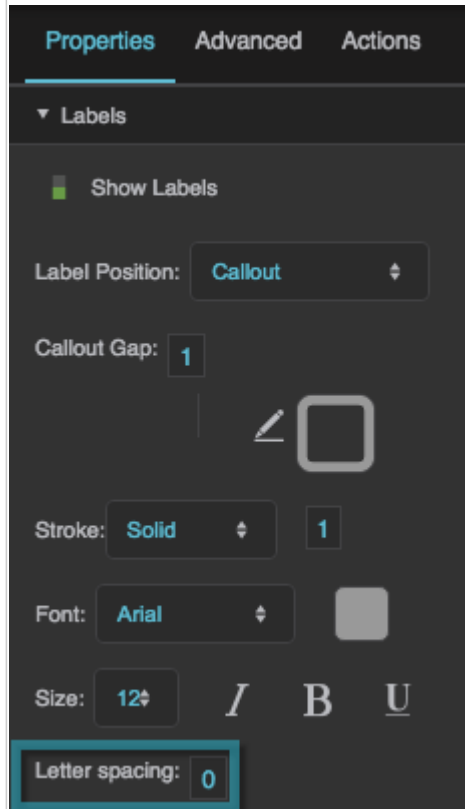 Properties Advanced Actions
Labels
Show Labels
Label Position: Callout
Callout Gap: 1
Stroke: Solid 1
Font: Arial
Size: 12 I B U
Letter spacing: 0